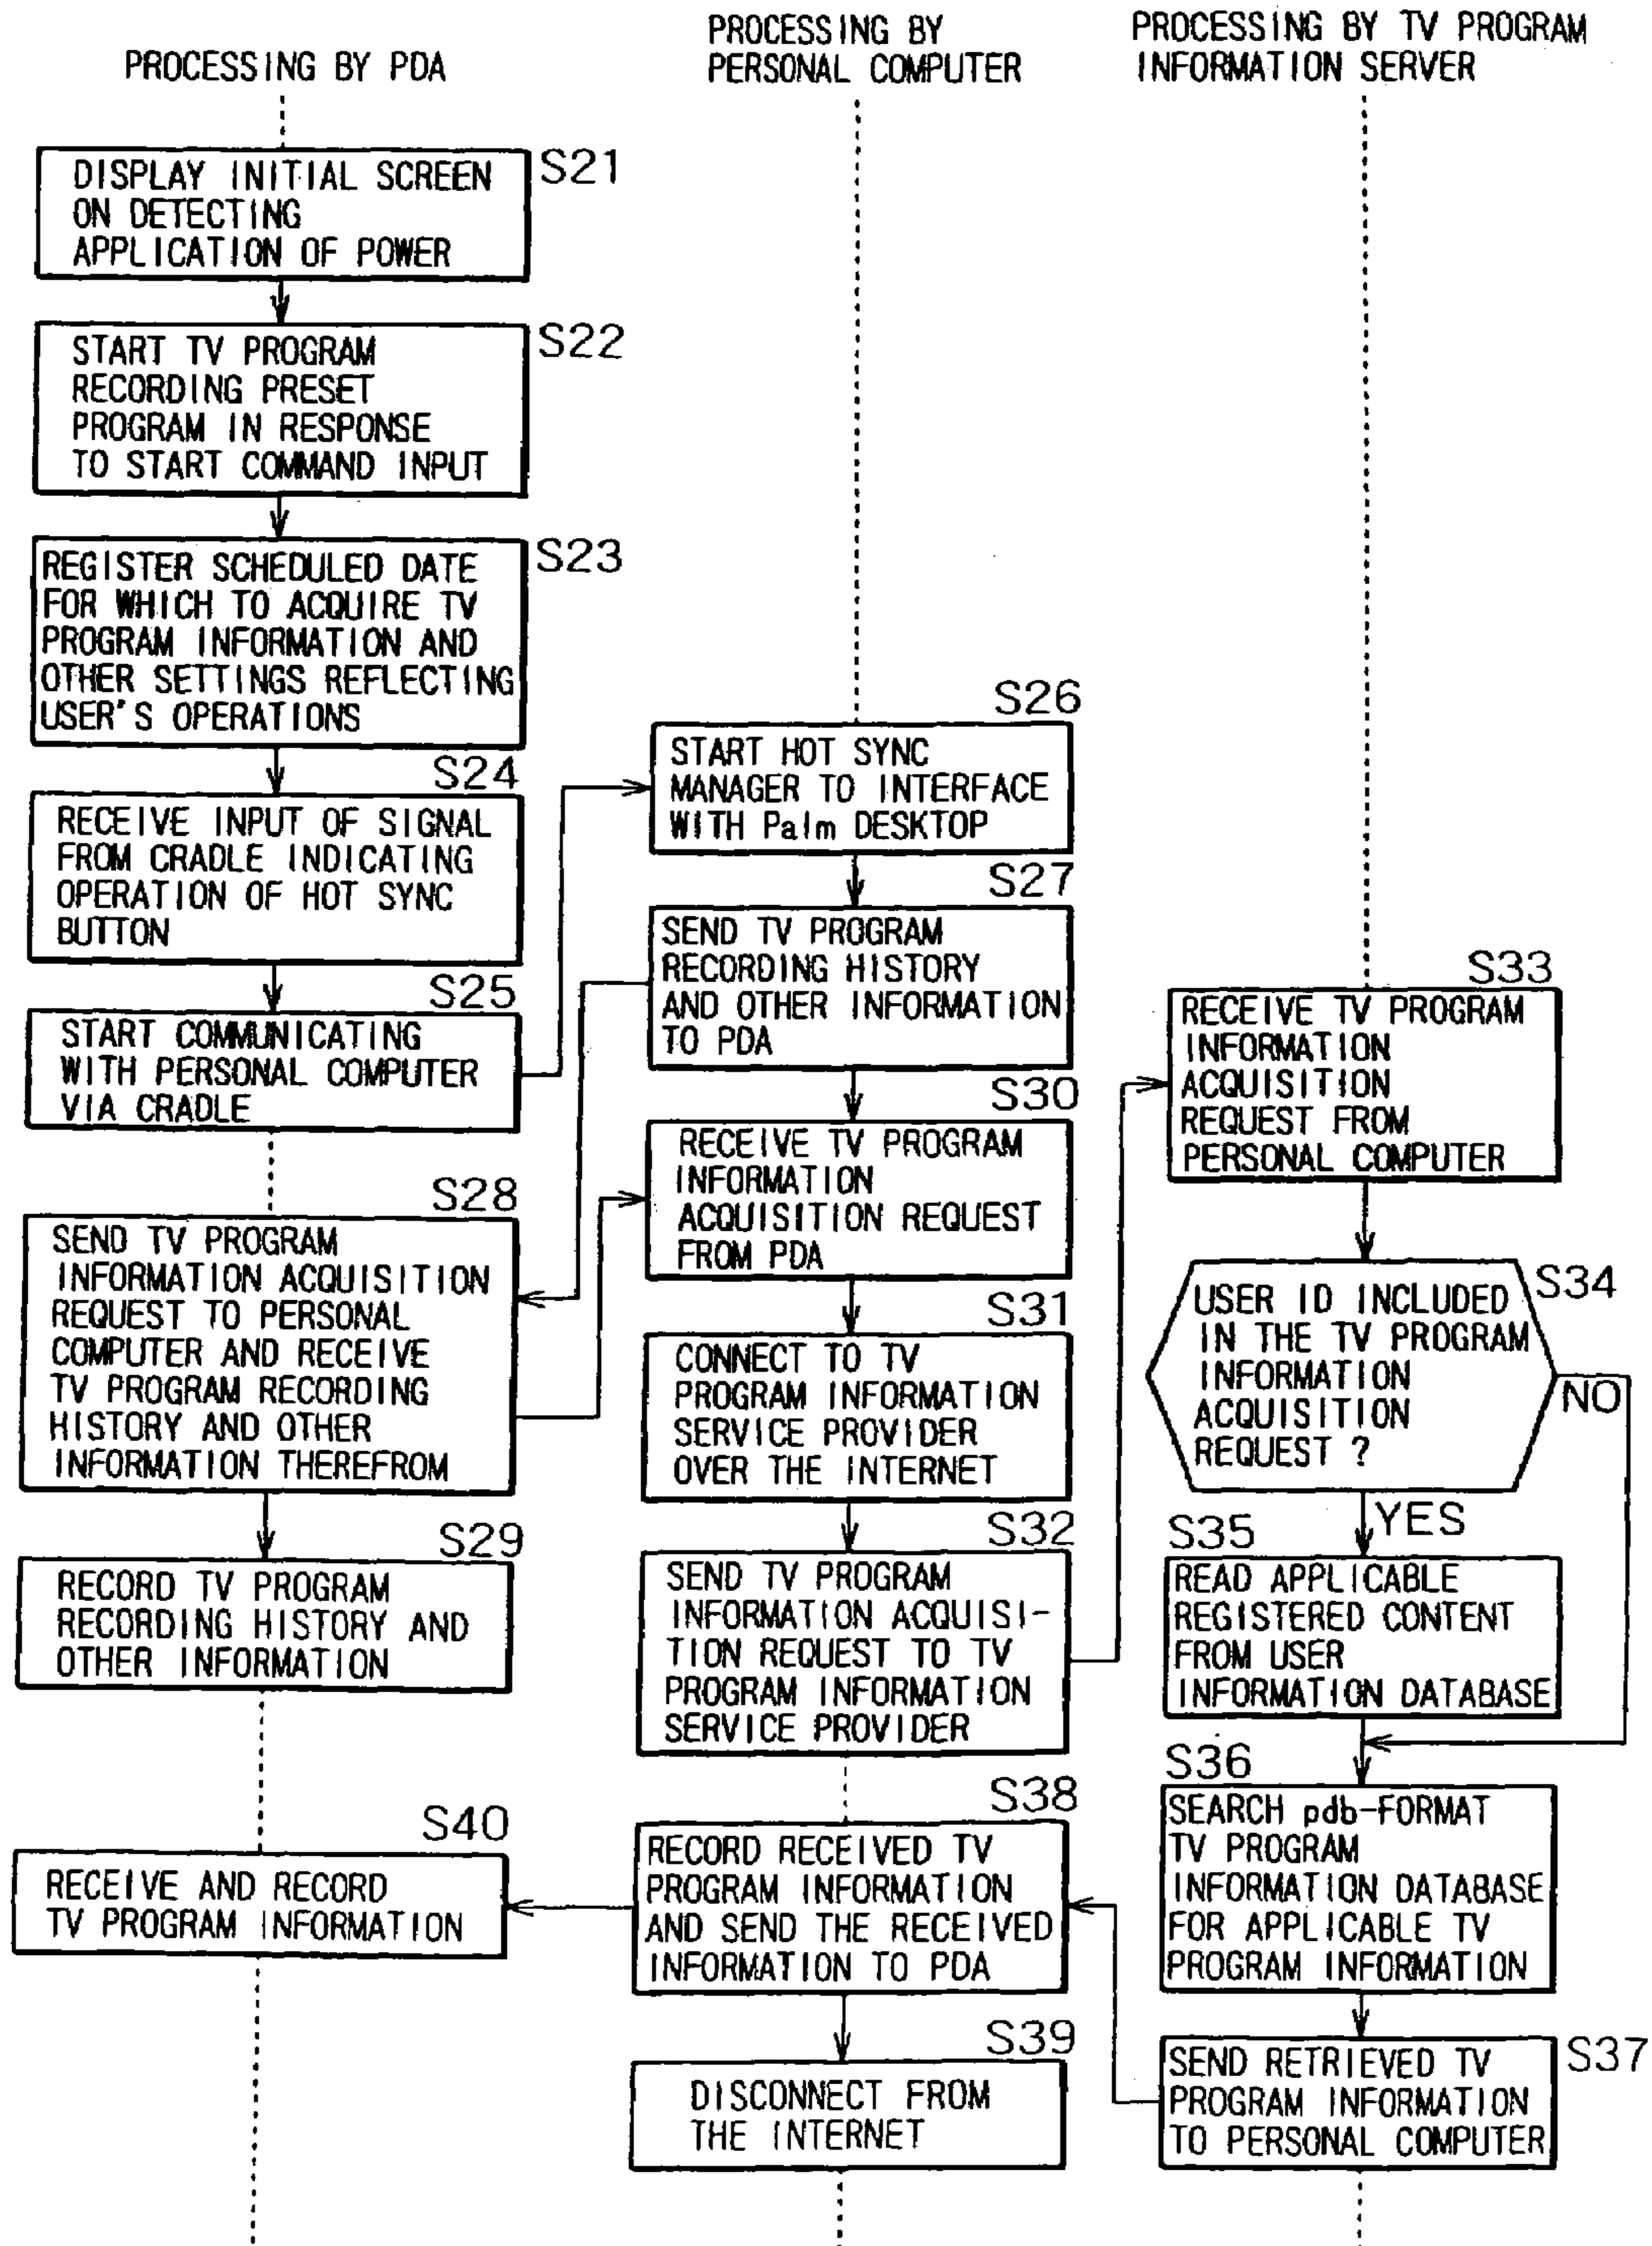 PROCESSING BY PDA
PROCESSING BY
PERSONAL COMPUTER
PROCESSING BY TV PROGRAM
INFORMATION SERVER
S21
DISPLAY INITIAL SCREEN
ON DETECTING
APPLICATION OF POWER
S22
START TV PROGRAM
RECORDING PRESET
PROGRAM IN RESPONSE
TO START COMMAND INPUT
S23
REGISTER SCHEDULED DATE
FOR WHICH TO ACQUIRE TV
PROGRAM INFORMATION AND
OTHER SETTINGS REFLECTING
USER'S OPERATIONS
S24
RECEIVE INPUT OF SIGNAL
FROM CRADLE INDICATING
OPERATION OF HOT SYNC
BUTTON
S25
START COMMUNICATING
WITH PERSONAL COMPUTER
VIA CRADLE
S26
START HOT SYNC
MANAGER TO INTERFACE
WITH Palm DESKTOP
S27
SEND TV PROGRAM
RECORDING HISTORY
AND OTHER INFORMATION
TO PDA
S28
SEND TV PROGRAM
INFORMATION ACQUISITION
REQUEST TO PERSONAL
COMPUTER AND RECEIVE
TV PROGRAM RECORDING
HISTORY AND OTHER
INFORMATION THEREFROM
S29
RECORD TV PROGRAM
RECORDING HISTORY AND
OTHER INFORMATION
S30
RECEIVE TV PROGRAM
INFORMATION
ACQUISITION REQUEST
FROM PDA
S31
CONNECT TO TV
PROGRAM INFORMATION
SERVICE PROVIDER
OVER THE INTERNET
S32
SEND TV PROGRAM
INFORMATION ACQUISI-
TION REQUEST TO TV
PROGRAM INFORMATION
SERVICE PROVIDER
S33
RECEIVE TV PROGRAM
INFORMATION
ACQUISITION
REQUEST FROM
PERSONAL COMPUTER
S34
USER ID INCLUDED
IN THE TV PROGRAM
INFORMATION
ACQUISITION
REQUEST ?
NO
YES
S35
READ APPLICABLE
REGISTERED CONTENT
FROM USER
INFORMATION DATABASE
S36
SEARCH pdb-FORMAT
TV PROGRAM
INFORMATION DATABASE
FOR APPLICABLE TV
PROGRAM INFORMATION
S37
SEND RETRIEVED TV
PROGRAM INFORMATION
TO PERSONAL COMPUTER
S38
RECORD RECEIVED TV
PROGRAM INFORMATION
AND SEND THE RECEIVED
INFORMATION TO PDA
S39
DISCONNECT FROM
THE INTERNET
S40
RECEIVE AND RECORD
TV PROGRAM INFORMATION